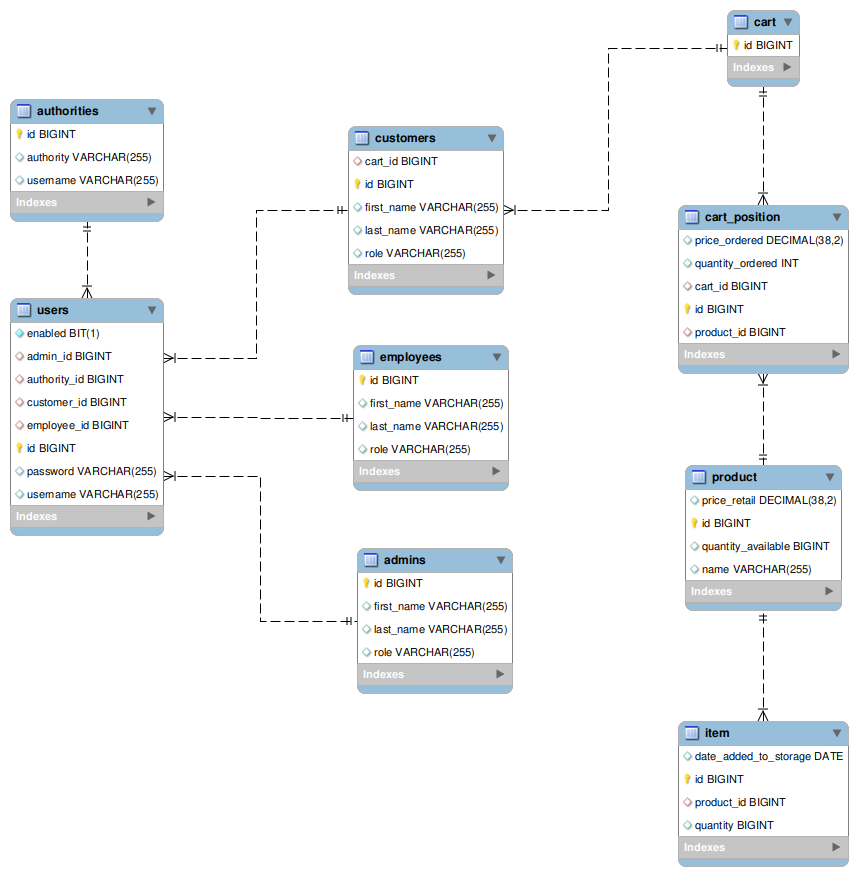 cart
id BIGINT
Indexes
authorities
id BIGINT
authority VARCHAR(255)
username VARCHAR(255)
Indexes
customers
cart_id BIGINT
id BIGINT
first_name VARCHAR(255)
last_name VARCHAR(255)
role VARCHAR(255)
Indexes
cart_position
price_ordered DECIMAL(38,2)
quantity_ordered INT
cart_id BIGINT
id BIGINT
product_id BIGINT
Indexes
users
enabled BIT(1)
admin_id BIGINT
authority_id BIGINT
customer_id BIGINT
employee_id BIGINT
id BIGINT
password VARCHAR(255)
username VARCHAR(255)
Indexes
employees
id BIGINT
first_name VARCHAR(255)
last_name VARCHAR(255)
role VARCHAR(255)
Indexes
product
price_retail DECIMAL(38,2)
id BIGINT
quantity_available BIGINT
name VARCHAR(255)
Indexes
admins
id BIGINT
first_name VARCHAR(255)
last_name VARCHAR(255)
role VARCHAR(255)
Indexes
item
date_added_to_storage DATE
id BIGINT
product_id BIGINT
quantity BIGINT
Indexes